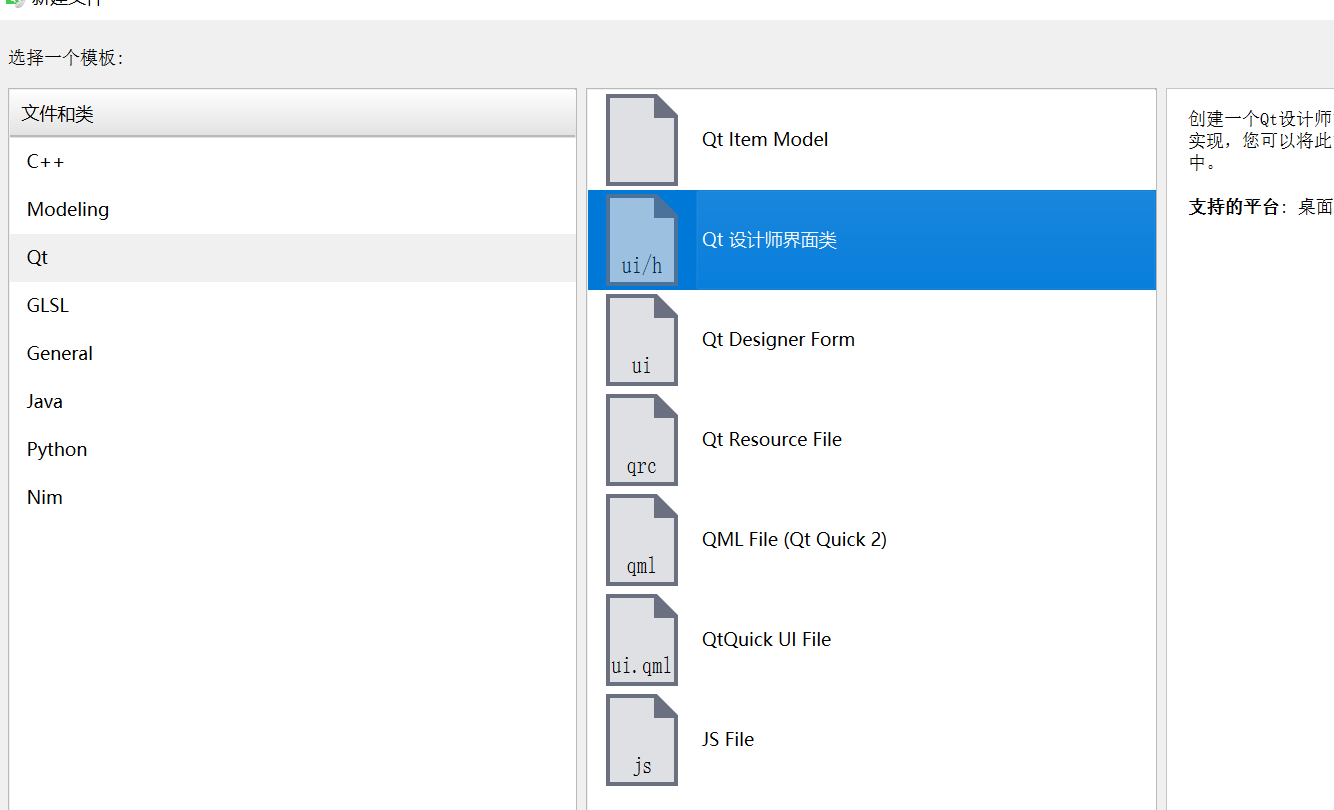 选择一个模板：
文件和类
C++
Modeling
Qt
GLSL
General
Java
Python
Nim
Qt Item Model
ui/h
Qt 设计师界面类
ui
Qt Designer Form
qrc
Qt Resource File
qml
QML File (Qt Quick 2)
ui.qml
QtQuick UI File
js
JS File
创建一个Qt设计师
实现，您可以将此
中。
支持的平台：桌面